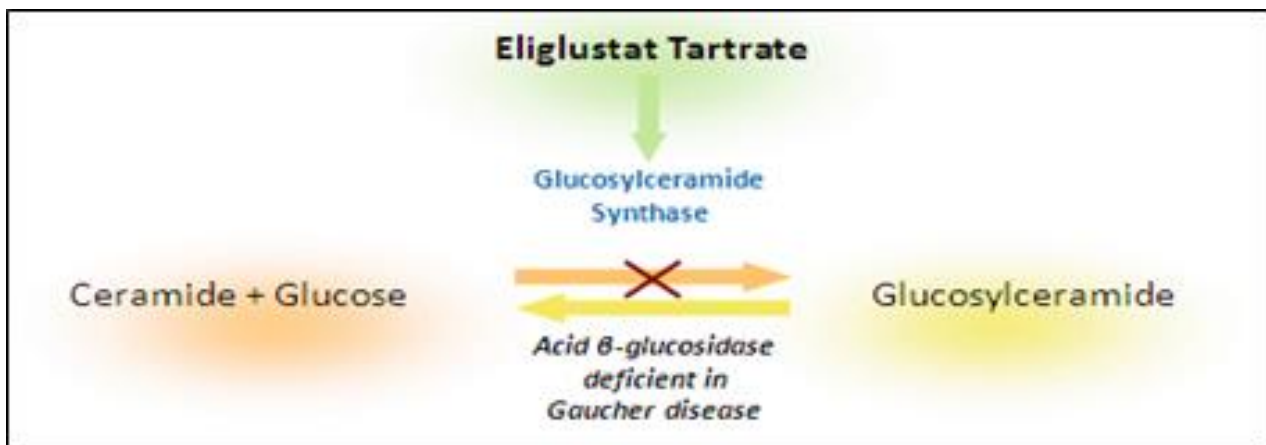 Eliglustat Tartrate
Glucosylceramide
Synthase
Ceramide + Glucose
Glucosylceramide
Acid β-glucosidase
deficient in
Gaucher disease